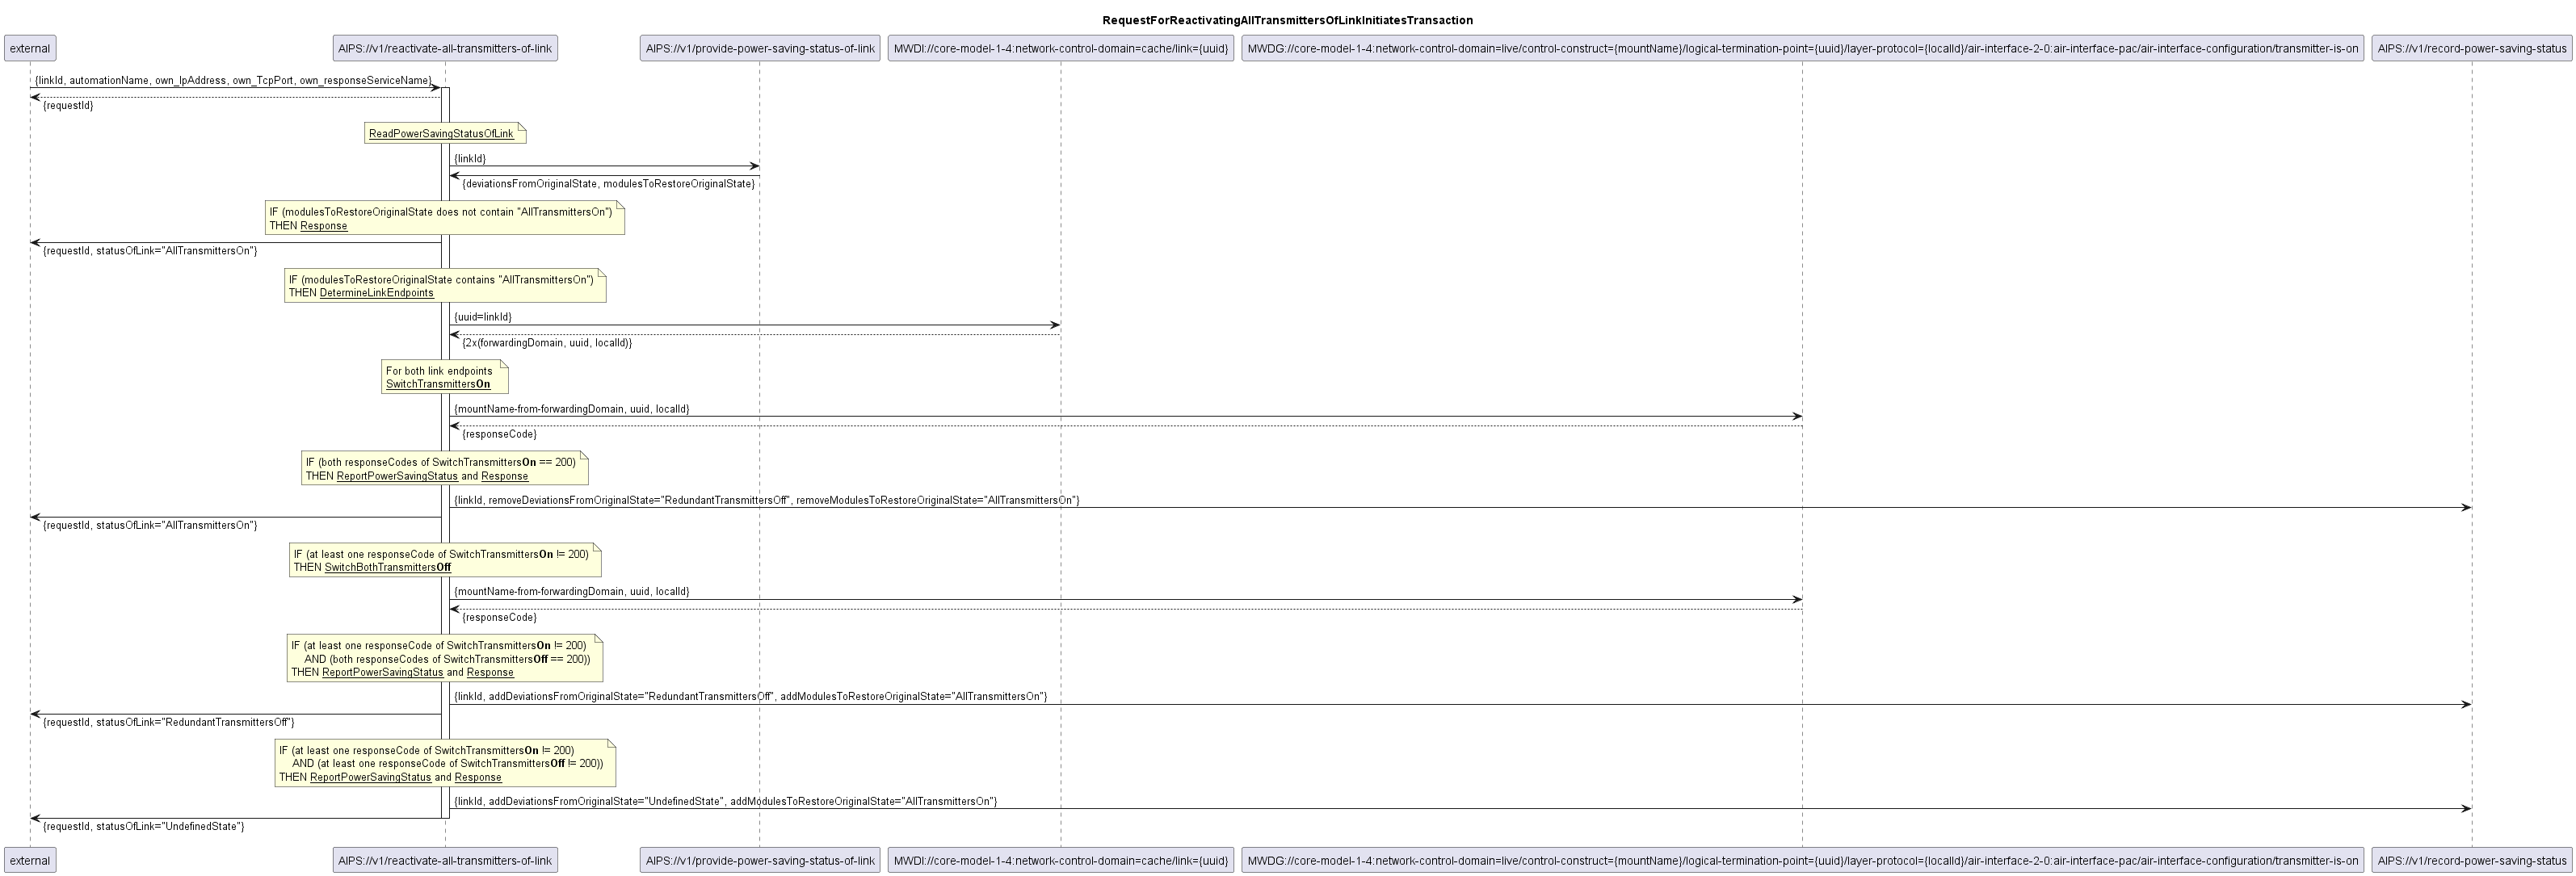 RequestForReactivatingAllTransmittersOfLinkInitiatesTransaction
external
AIPS://v1/reactivate-all-transmitters-of-link
AIPS://v1/provide-power-saving-status-of-link
MWDI://core-model-1-4:network-control-domain=cache/link={uuid}
MWDG://core-model-1-4:network-control-domain=live/control-construct={mountName}/logical-termination-point={uuid}/layer-protocol={localId}/air-interface-2-0:air-interface-pac/air-interface-configuration/transmitter-is-on
AIPS://v1/record-power-saving-status
{linkId, automationName, own_IpAddress, own_TcpPort, own_responseServiceName}
{requestId}
ReadPowerSavingStatusOfLink
{linkId}
{deviationsFromOriginalState, modulesToRestoreOriginalState}
IF (modulesToRestoreOriginalState does not contain "AllTransmittersOn")
THEN Response
{requestId, statusOfLink="AllTransmittersOn"}
IF (modulesToRestoreOriginalState contains "AllTransmittersOn")
THEN DetermineLinkEndpoints
{uuid=linkId}
{2x(forwardingDomain, uuid, localId)}
For both link endpoints
SwitchTransmittersOn
{mountName-from-forwardingDomain, uuid, localId}
{responseCode}
IF (both responseCodes of SwitchTransmittersOn == 200)
THEN ReportPowerSavingStatus and Response
{linkId, removeDeviationsFromOriginalState="RedundantTransmittersOff", removeModulesToRestoreOriginalState="AllTransmittersOn"}
{requestId, statusOfLink="AllTransmittersOn"}
IF (at least one responseCode of SwitchTransmittersOn != 200)
THEN SwitchBothTransmittersOff
{mountName-from-forwardingDomain, uuid, localId}
{responseCode}
IF (at least one responseCode of SwitchTransmittersOn != 200)
AND (both responseCodes of SwitchTransmittersOff == 200))
THEN ReportPowerSavingStatus and Response
{linkId, addDeviationsFromOriginalState="RedundantTransmittersOff", addModulesToRestoreOriginalState="AllTransmittersOn"}
{requestId, statusOfLink="RedundantTransmittersOff"}
IF (at least one responseCode of SwitchTransmittersOn != 200)
AND (at least one responseCode of SwitchTransmittersOff != 200))
THEN ReportPowerSavingStatus and Response
{linkId, addDeviationsFromOriginalState="UndefinedState", addModulesToRestoreOriginalState="AllTransmittersOn"}
{requestId, statusOfLink="UndefinedState"}
external
AIPS://v1/reactivate-all-transmitters-of-link
AIPS://v1/provide-power-saving-status-of-link
MWDI://core-model-1-4:network-control-domain=cache/link={uuid}
MWDG://core-model-1-4:network-control-domain=live/control-construct={mountName}/logical-termination-point={uuid}/layer-protocol={localId}/air-interface-2-0:air-interface-pac/air-interface-configuration/transmitter-is-on
AIPS://v1/record-power-saving-status